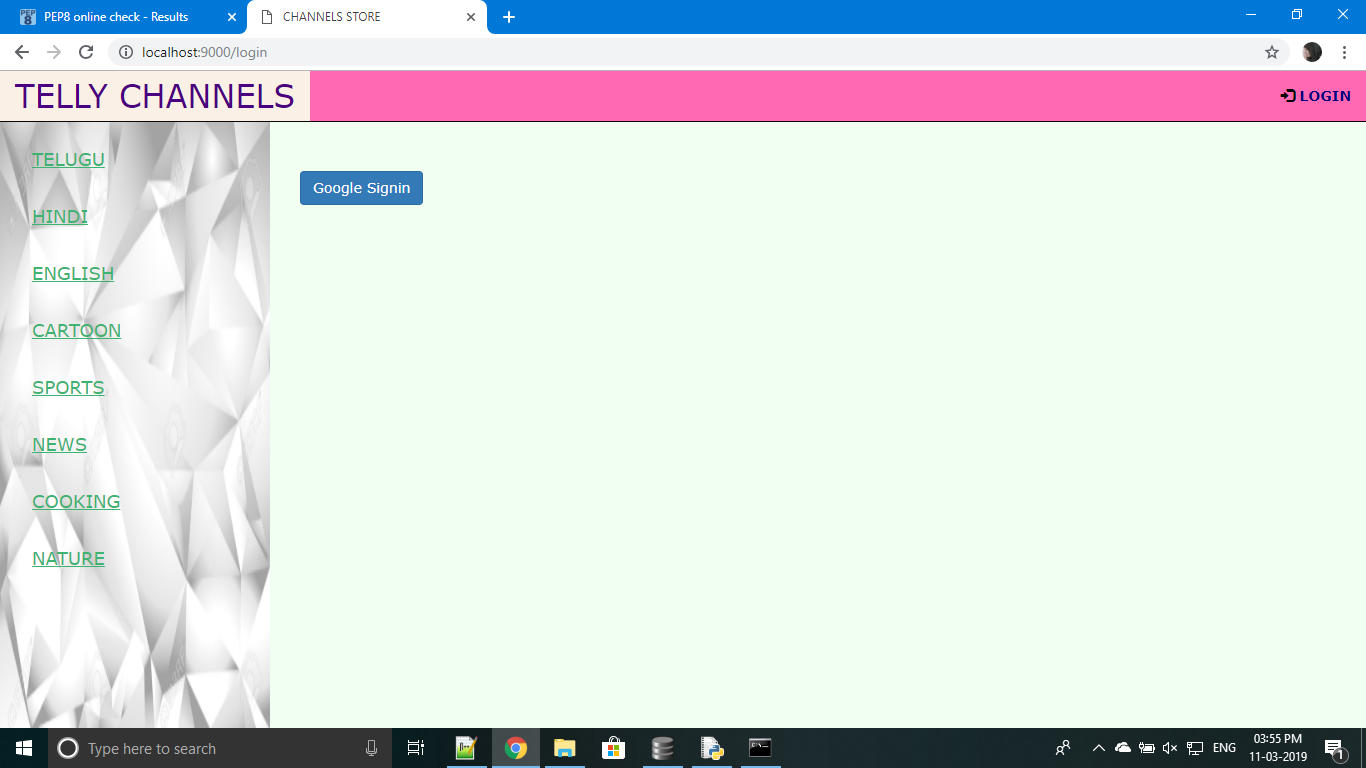 PEP8 online check - Results
CHANNELS STORE
localhost:9000/login
TELLY CHANNELS
LOGIN
TELUGU
HINDI
ENGLISH
CARTOON
SPORTS
NEWS
COOKING
NATURE
Google Signin
Type here to search
ENG
03:55 PM
11-03-2019
1